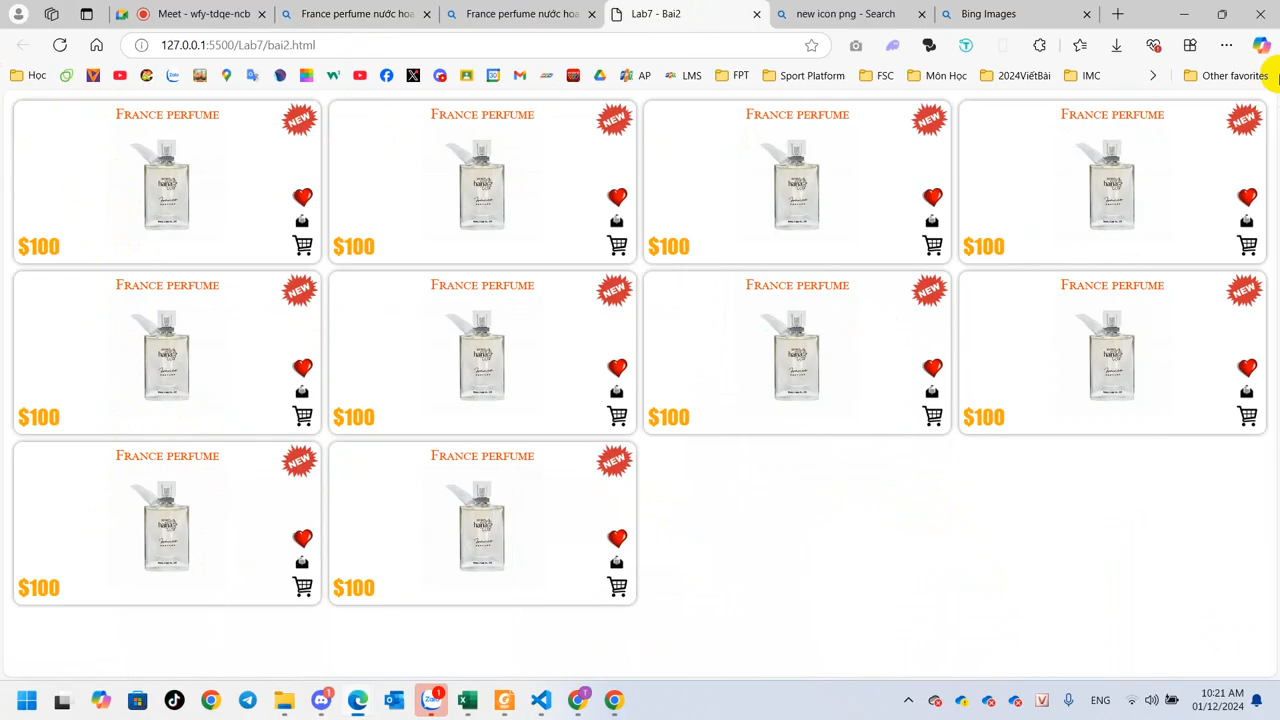 Meet – wfy-tdqe-ncb
France perfume nước hoa
France perfume nước hoa
Lab7 - Bai2
new icon png - Search
Bing Images
127.0.0.1:5500/Lab7/bai2.html
Học
AP
LMS
FPT
Sport Platform
FSC
Môn Học
2024ViếtBài
IMC
Other favorites
France perfume NEW France perfume NEW France perfume NEW France perfume NEW
$100 $100 $100 $100
France perfume NEW France perfume NEW France perfume NEW France perfume NEW
$100 $100 $100 $100
France perfume NEW France perfume NEW
$100 $100
ENG
10:21 AM
01/12/2024